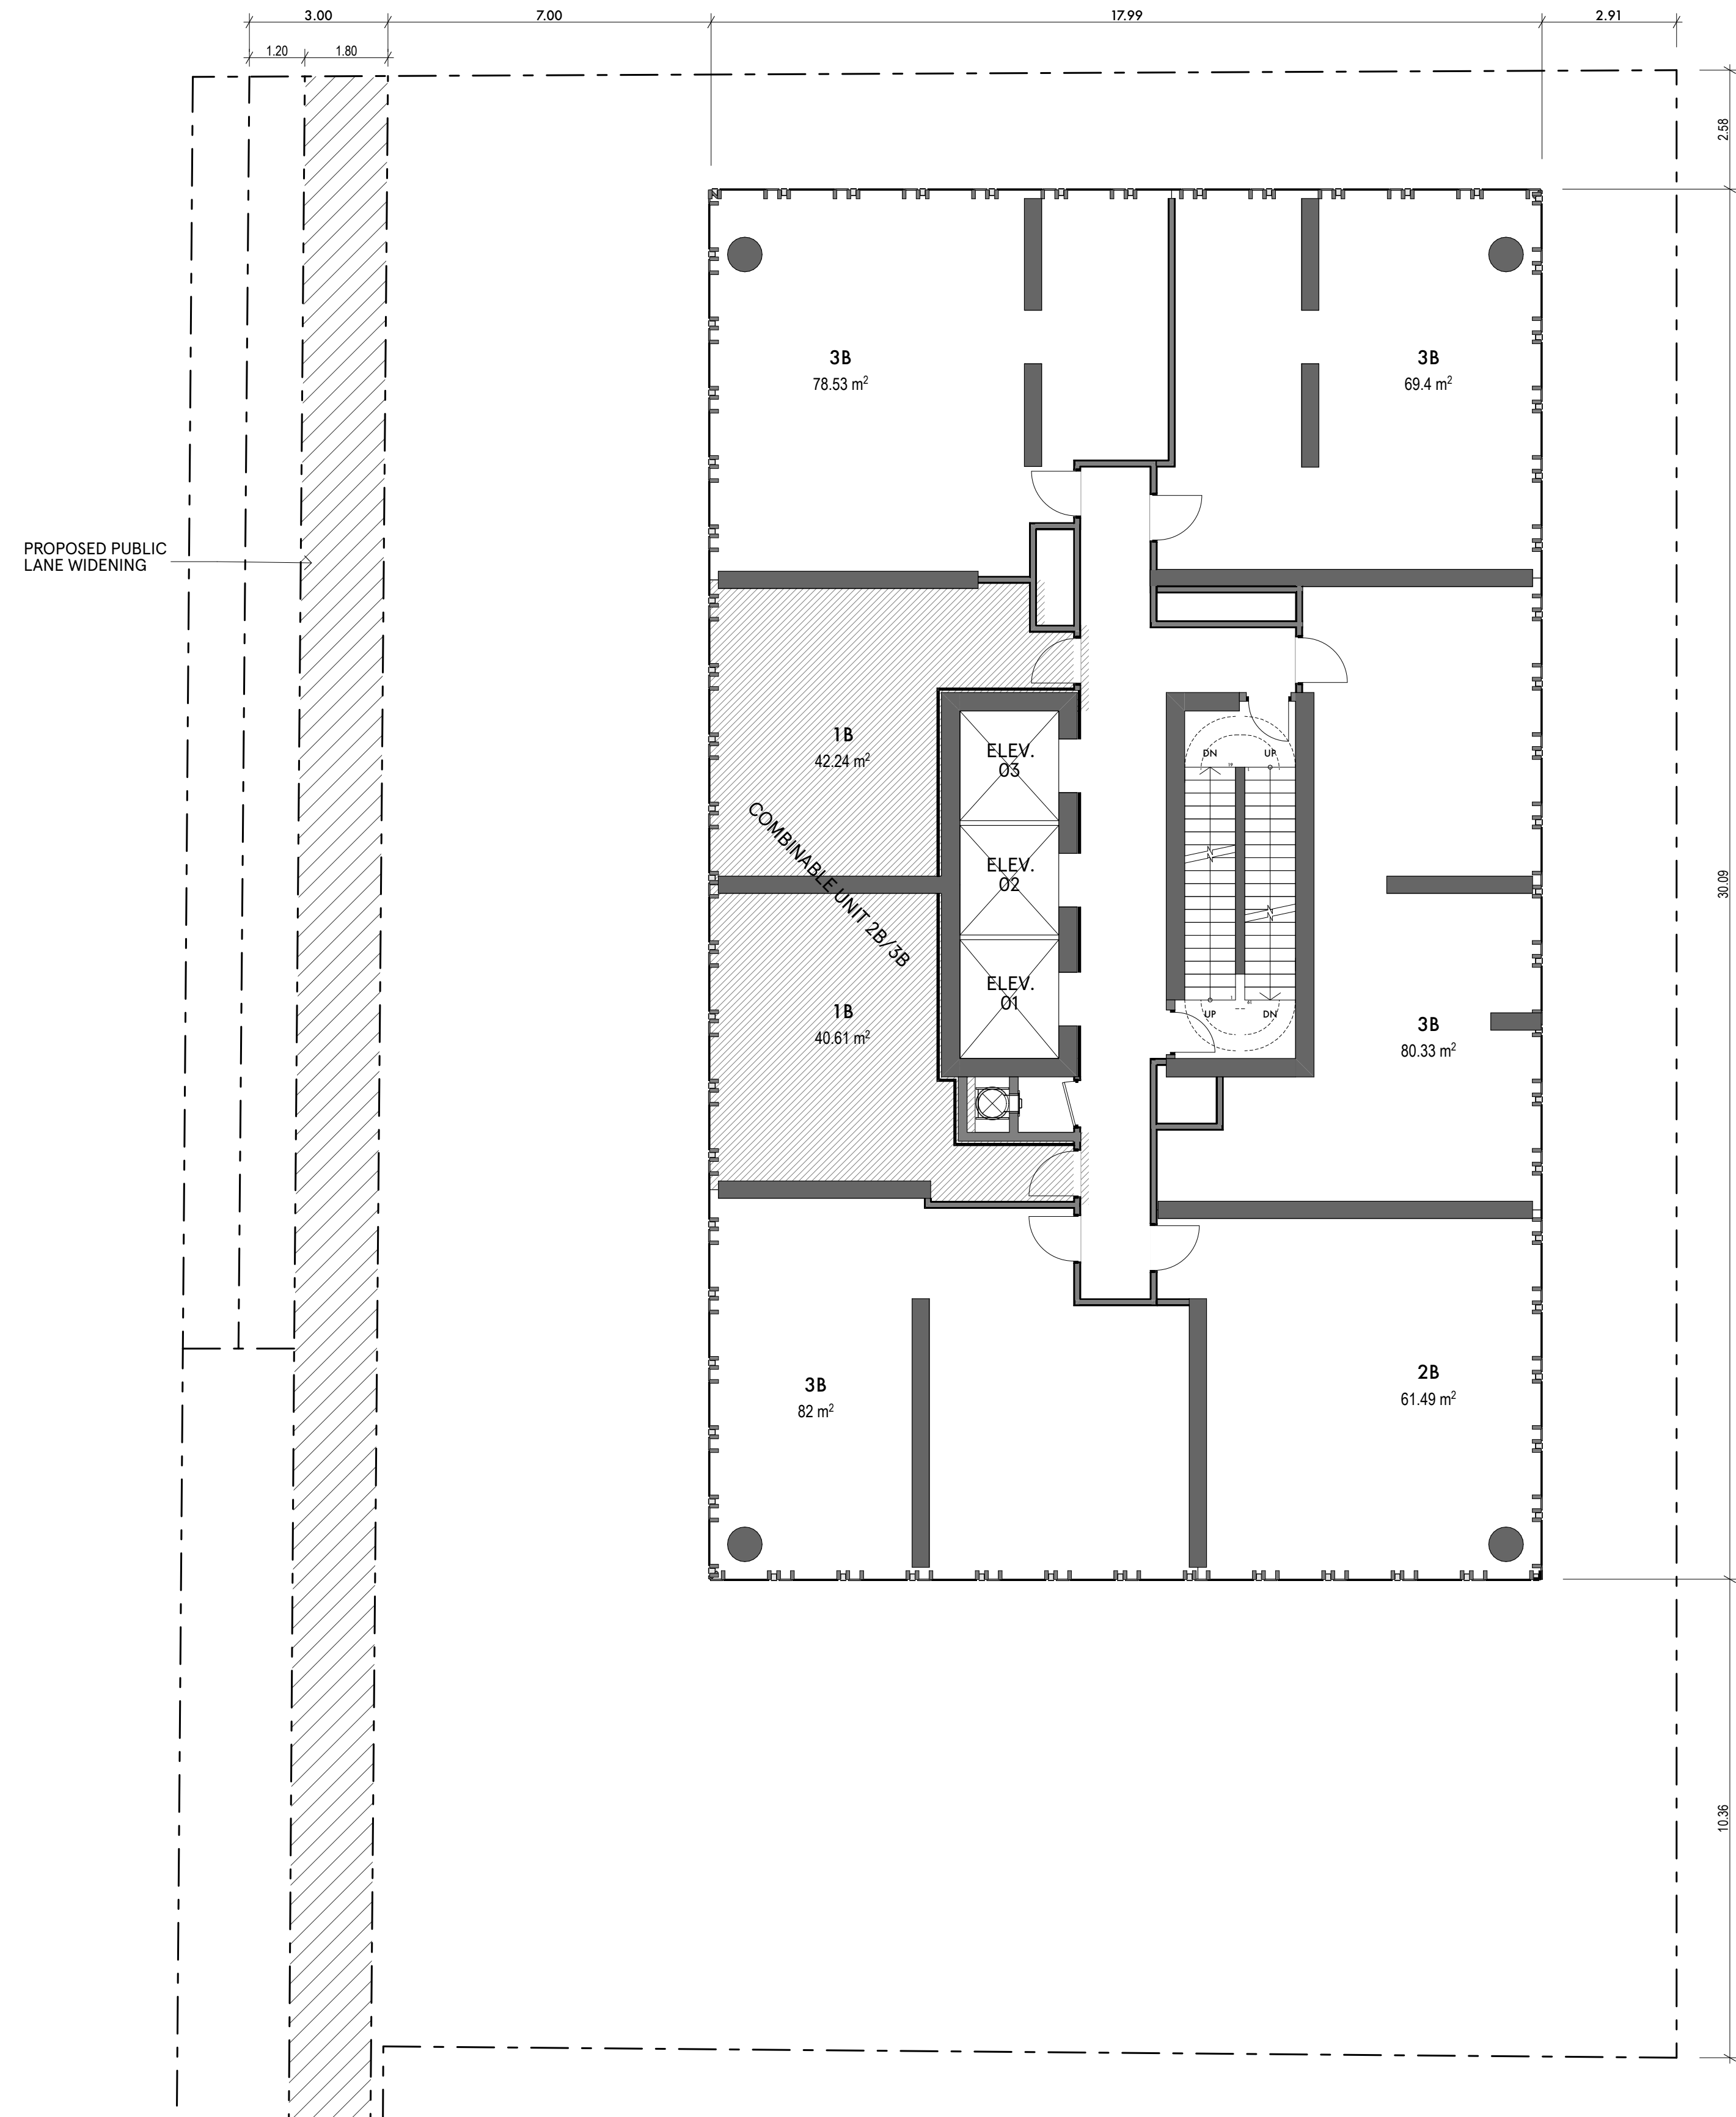 3.00
7.00
17.99
2.91
1.20
1.80
2.58
3B
78.53 m²
3B
69.4 m²
PROPOSED PUBLIC
LANE WIDENING
1B
42.24 m²
ELEV.
03
DN
UP
COMBINABLE UNIT 2B/3B
ELEV.
02
30.09
ELEV.
01
UP
DN
1B
40.61 m²
3B
80.33 m²
3B
82 m²
2B
61.49 m²
10.36